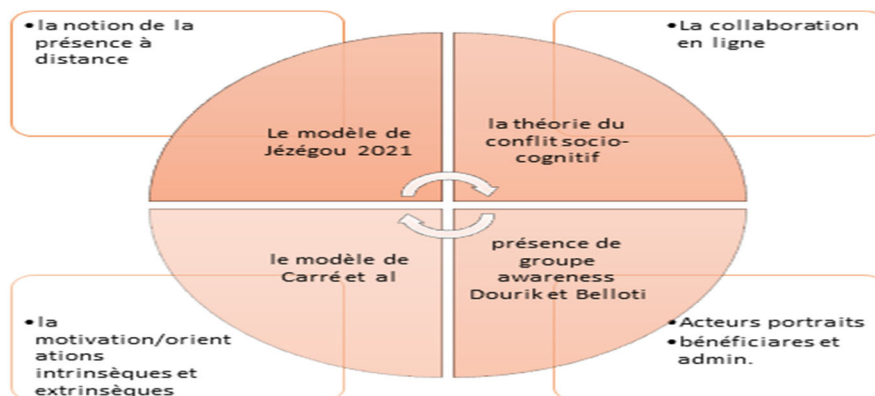 •la notion de la
présence à
distance
•La collaboration
en ligne
Le modèle de
Jézégou 2021
la théorie du
conflit socio-
cognitif
le modèle de
Carré et al
présence de
groupe
awareness
Dourik et Belloti
•la
motivation/orient
ations
intrinsèques et
extrinsèques
•Acteurs portraits
•bénéficiares et
admin.